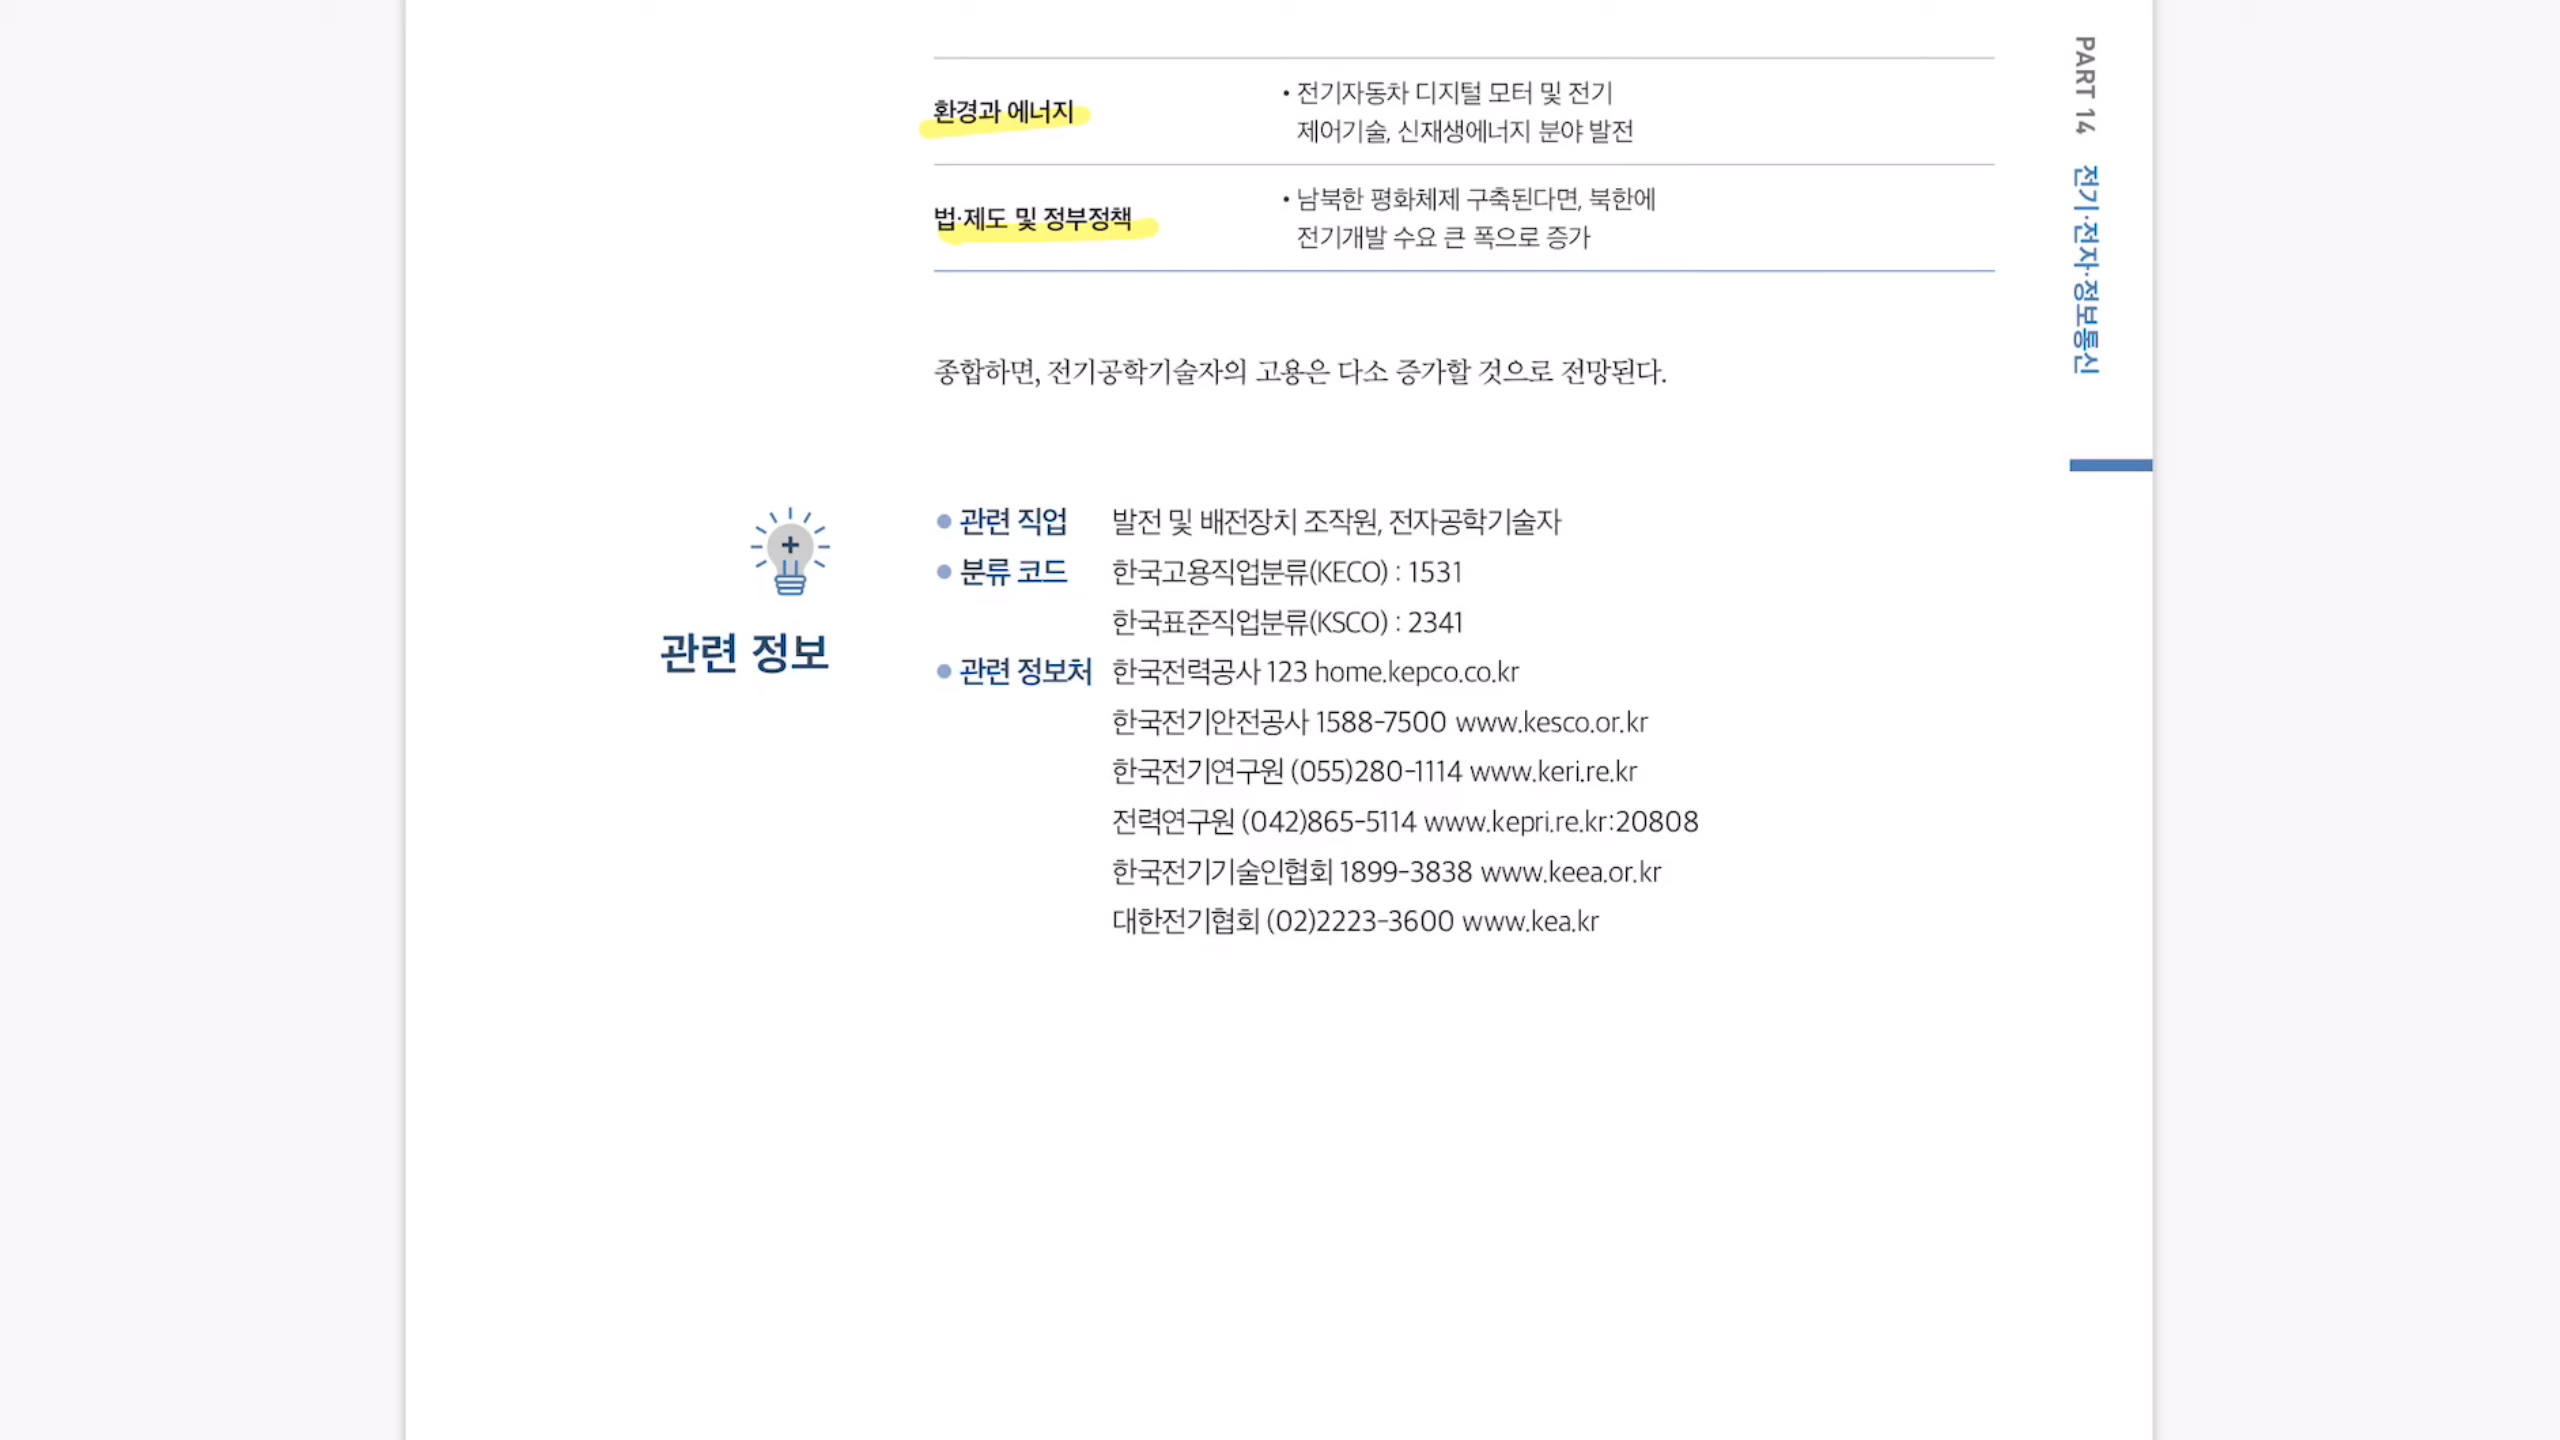 환경과 에너지
• 전기자동차 디지털 모터 및 전기
제어기술, 신재생에너지 분야 발전
법·제도 및 정부정책
• 남북한 평화체제 구축된다면, 북한에
전기개발 수요 큰 폭으로 증가
종합하면, 전기공학기술자의 고용은 다소 증가할 것으로 전망된다.
관련 정보
● 관련 직업 발전 및 배전장치 조작원, 전자공학기술자
● 분류 코드 한국고용직업분류(KECO) : 1531
한국표준직업분류(KSCO) : 2341
● 관련 정보처 한국전력공사 123 home.kepco.co.kr
한국전기안전공사 1588-7500 www.kesco.or.kr
한국전기연구원 (055)280-1114 www.keri.re.kr
전력연구원 (042)865-5114 www.kepri.re.kr:20808
한국전기기술인협회 1899-3838 www.keea.or.kr
대한전기협회 (02)2223-3600 www.kea.kr
PART 14 전기·전자·정보통신